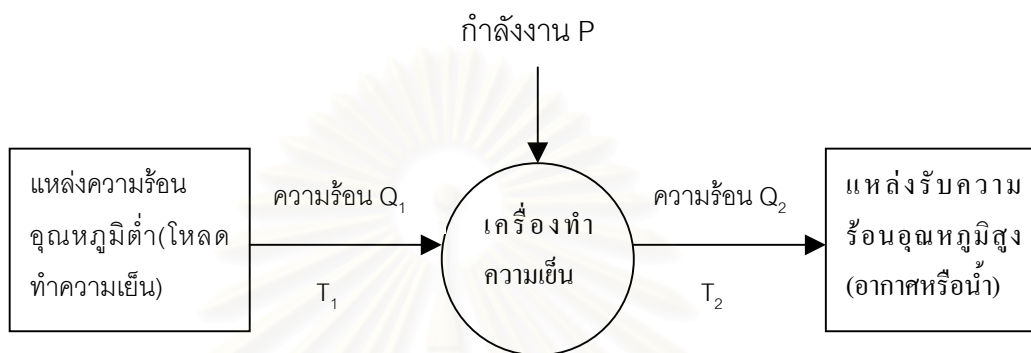 กำลังงาน P
แหล่งความร้อน
อุณหภูมิต่ำ(โหลด
ทำความเย็น)
ความร้อน Q₁
T₁
เครื่องทำ
ความเย็น
ความร้อน Q₂
T₂
แหล่งรับความ
ร้อนอุณหภูมิสูง
(อากาศหรือน้ำ)